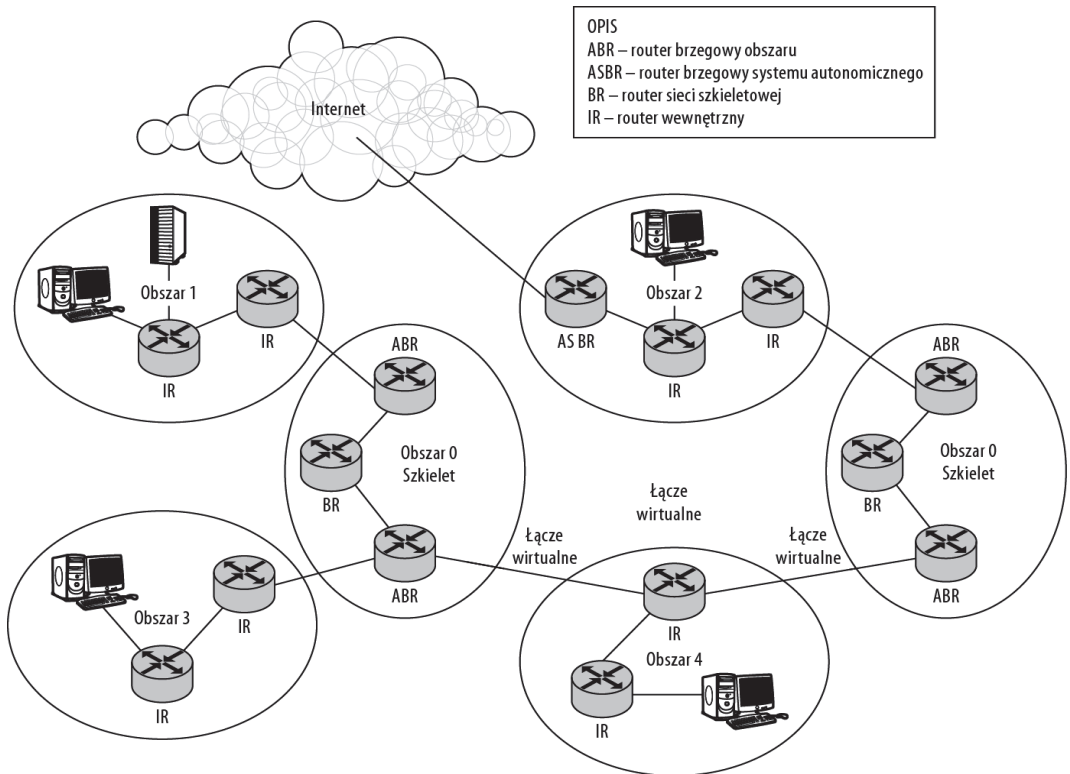 OPIS
ABR – router brzegowy obszaru
ASBR – router brzegowy systemu autonomicznego
BR – router sieci szkieletowej
IR – router wewnętrzny
Internet
Obszar 1
IR
IR
Obszar 2
AS BR
IR
IR
ABR
Obszar 0
Szkielet
BR
ABR
ABR
Obszar 0
Szkielet
BR
ABR
Łącze
wirtualne
Łącze
wirtualne
Łącze
wirtualne
Obszar 3
IR
IR
IR
Obszar 4
IR